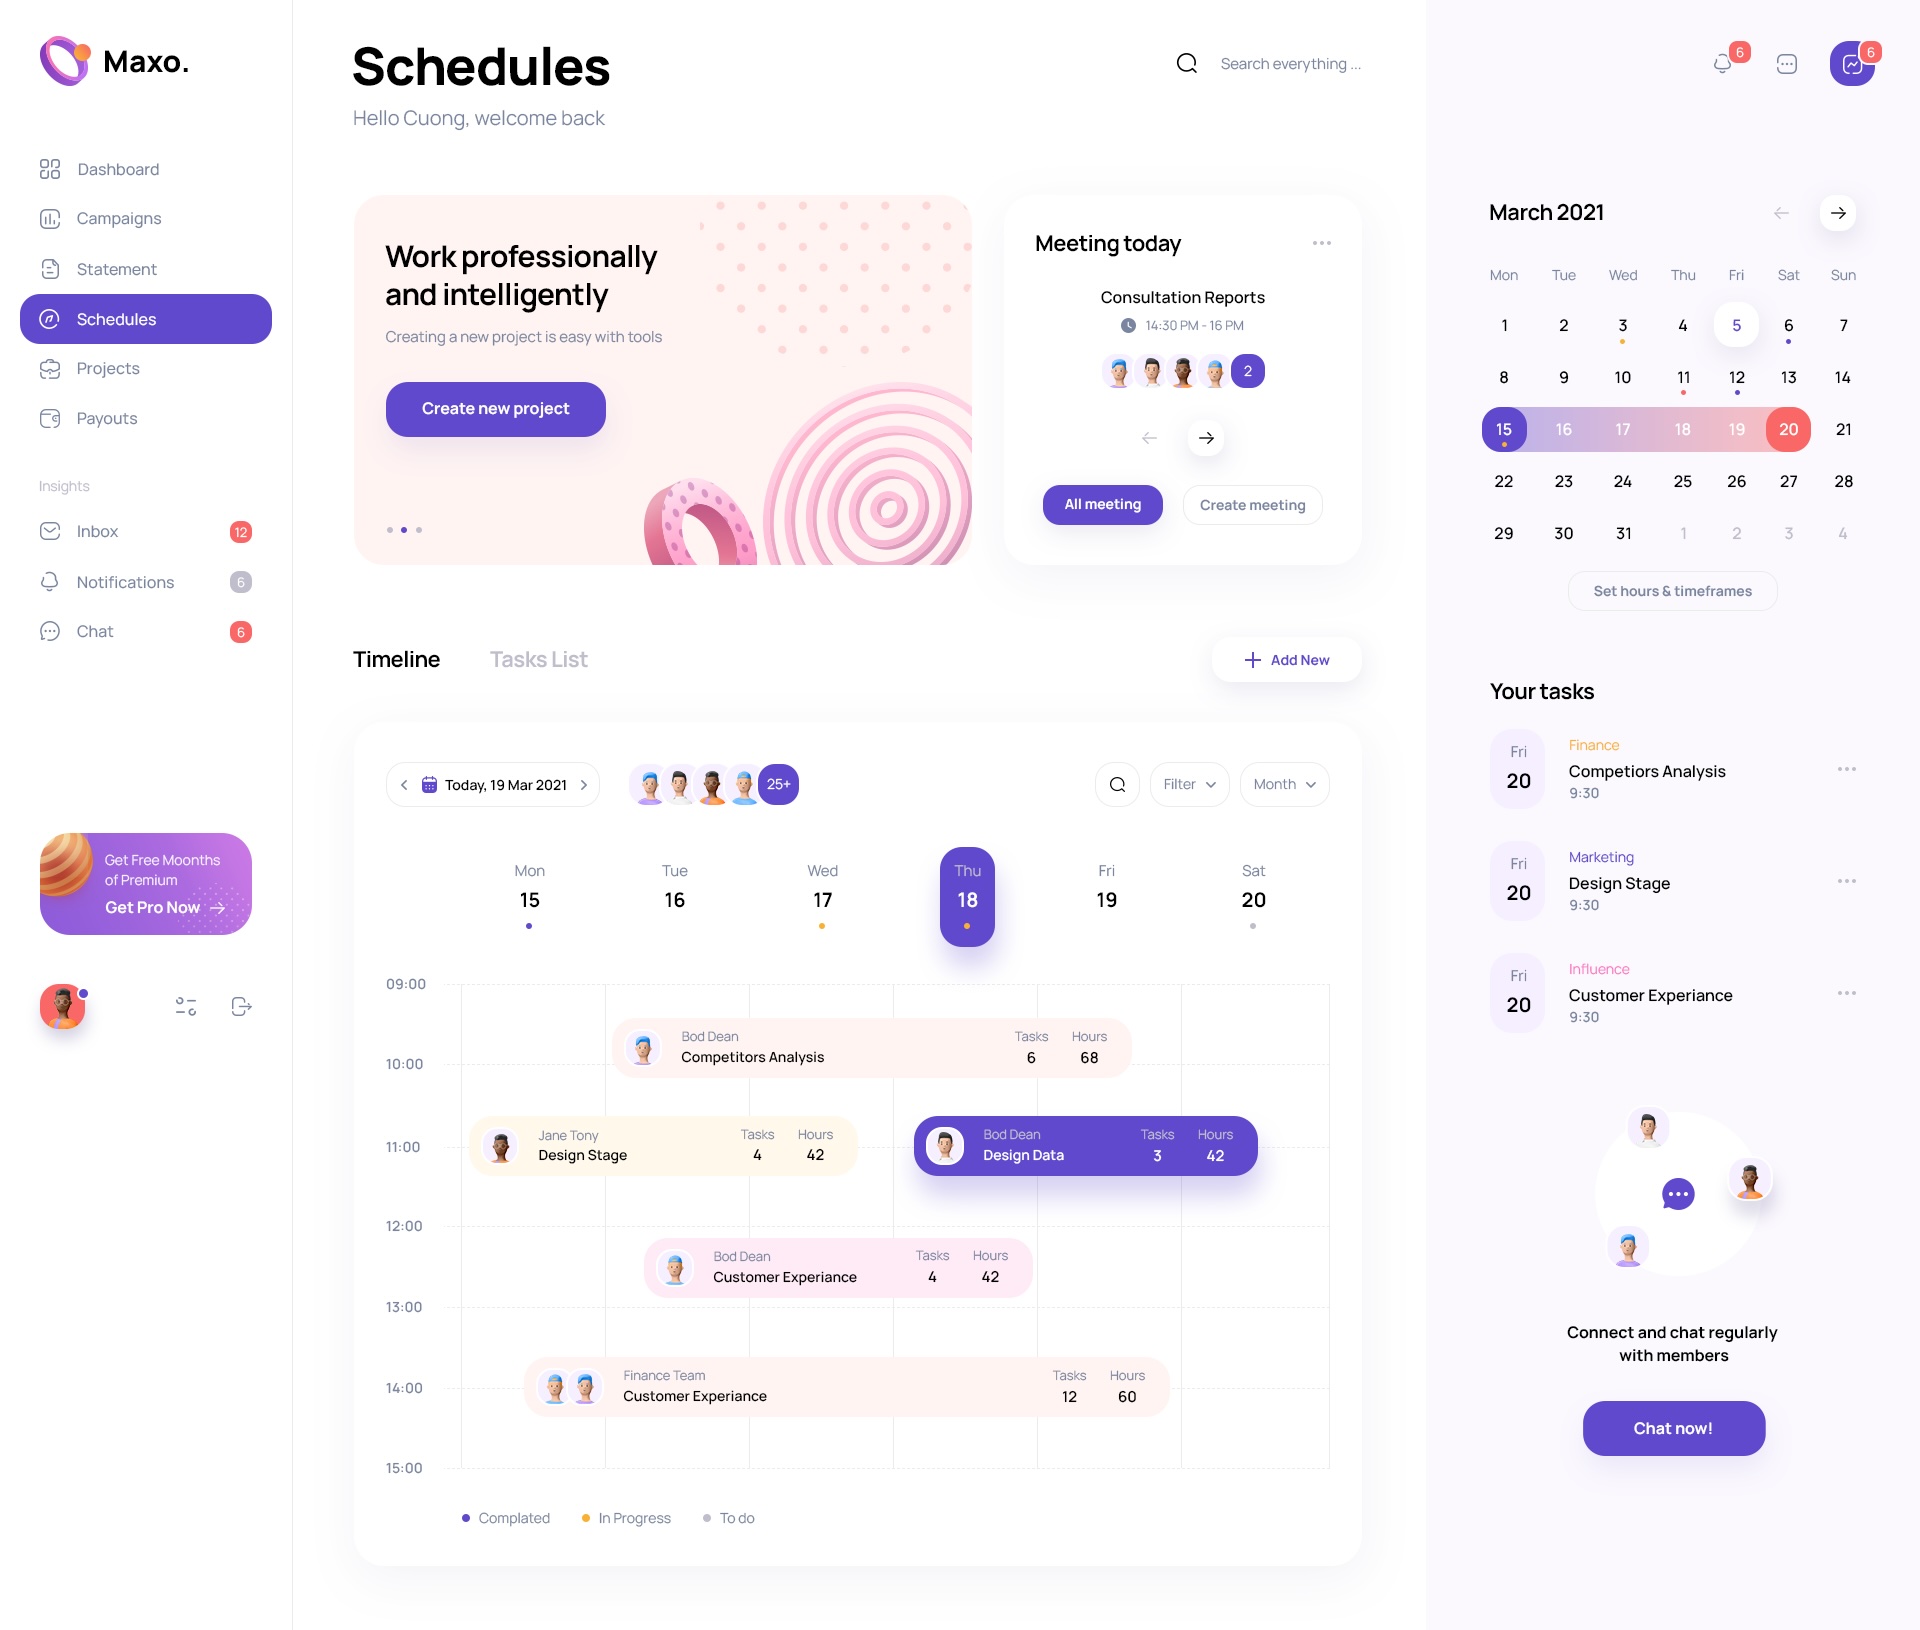 Maxo.
Dashboard
Campaigns
Statement
Schedules
Projects
Payouts
Insights
Inbox 12
Notifications 6
Chat 6
Get Free Moonths
of Premium
Get Pro Now
Schedules
Hello Cuong, welcome back
Search everything ...
Work professionally
and intelligently
Creating a new project is easy with tools
Create new project
Meeting today
Consultation Reports
14:30 PM - 16 PM
2
All meeting Create meeting
Timeline Tasks List
Add New
Today, 19 Mar 2021
25+
Filter Month
Mon Tue Wed Thu Fri Sat
15 16 17 18 19 20
09:00
Bod Dean Tasks Hours
Competitors Analysis 6 68
10:00
Jane Tony Tasks Hours
Design Stage 4 42
Bod Dean Tasks Hours
Design Data 3 42
11:00
12:00
Bod Dean Tasks Hours
Customer Experiance 4 42
13:00
Finance Team Tasks Hours
Customer Experiance 12 60
14:00
15:00
Complated In Progress To do
6 6
March 2021
Mon Tue Wed Thu Fri Sat Sun
1 2 3 4 5 6 7
8 9 10 11 12 13 14
15 16 17 18 19 20 21
22 23 24 25 26 27 28
29 30 31 1 2 3 4
Set hours & timeframes
Your tasks
Fri
20
Finance
Competiors Analysis
9:30
Fri
20
Marketing
Design Stage
9:30
Fri
20
Influence
Customer Experiance
9:30
Connect and chat regularly
with members
Chat now!